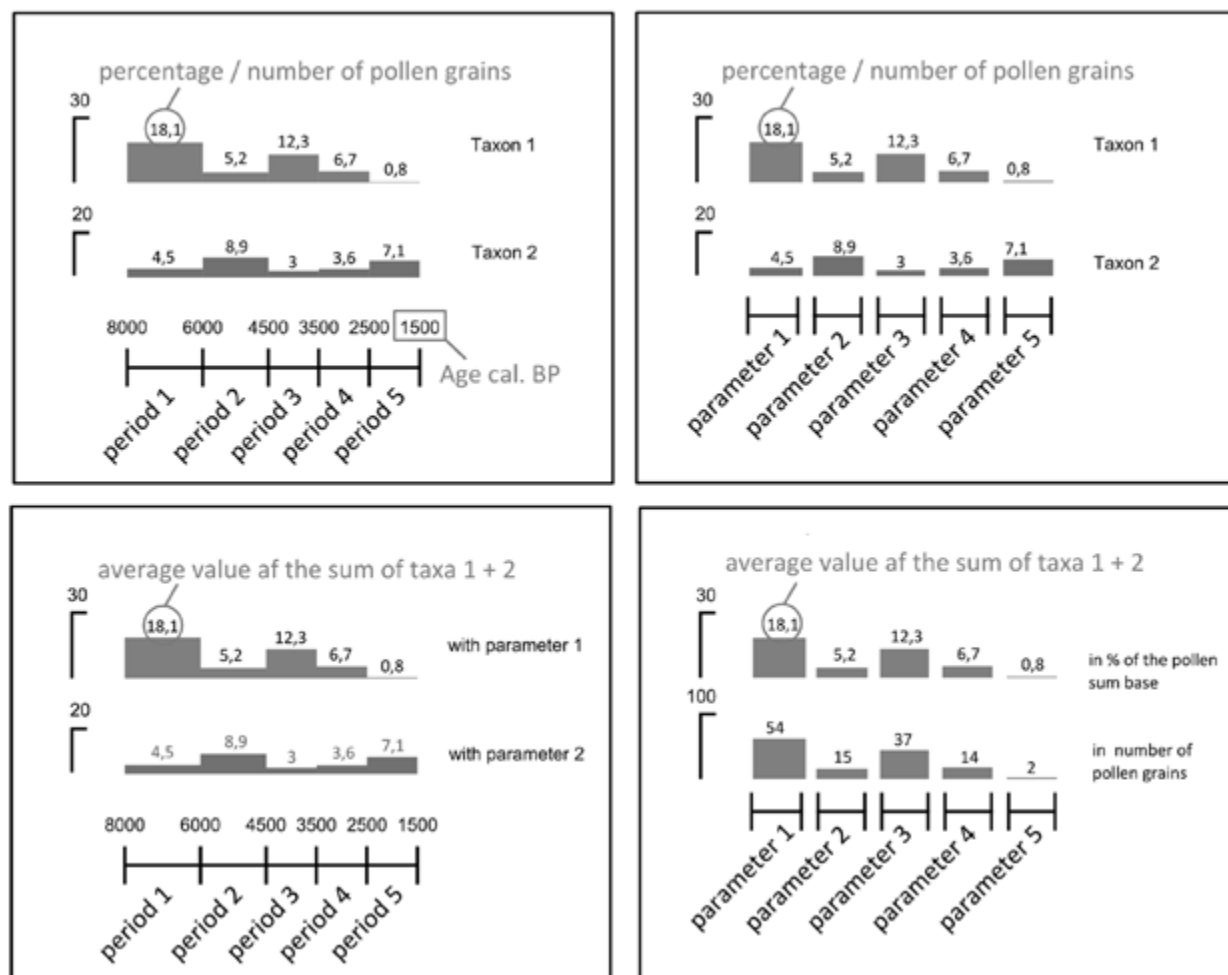 percentage / number of pollen grains
30
18,1
5,2
12,3
6,7
0,8
Taxon 1
20
4,5
8,9
3
3,6
7,1
Taxon 2
8000 6000 4500 3500 2500 1500
Age cal. BP
period 1
period 2
period 3
period 4
period 5
percentage / number of pollen grains
30
18,1
5,2
12,3
6,7
0,8
Taxon 1
20
4,5
8,9
3
3,6
7,1
Taxon 2
parameter 1
parameter 2
parameter 3
parameter 4
parameter 5
average value af the sum of taxa 1 + 2
30
18,1
5,2
12,3
6,7
0,8
with parameter 1
20
4,5
8,9
3
3,6
7,1
with parameter 2
8000 6000 4500 3500 2500 1500
period 1
period 2
period 3
period 4
period 5
average value af the sum of taxa 1 + 2
30
18,1
5,2
12,3
6,7
0,8
in % of the pollen
sum base
100
54
15
37
14
2
in number of
pollen grains
parameter 1
parameter 2
parameter 3
parameter 4
parameter 5